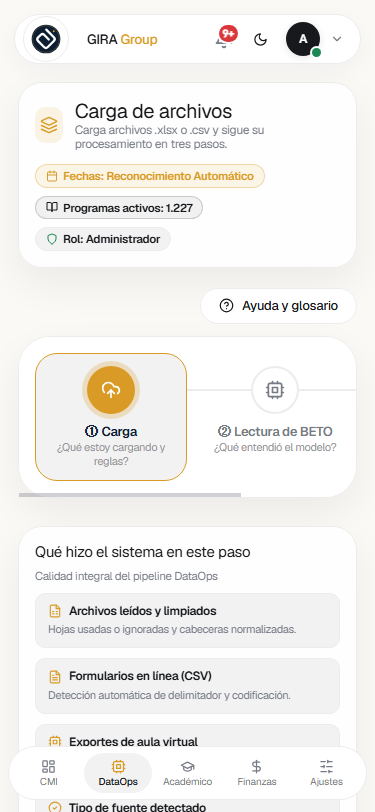 GIRA Group
9+
A
Carga de archivos
Carga archivos .xlsx o .csv y sigue su
procesamiento en tres pasos.
Fechas: Reconocimiento Automático
Programas activos: 1.227
Rol: Administrador
Ayuda y glosario
① Carga
¿Qué estoy cargando y
reglas?
② Lectura de BETO
¿Qué entendió el modelo?
Qué hizo el sistema en este paso
Calidad integral del pipeline DataOps
Archivos leídos y limpiados
Hojas usadas o ignoradas y cabeceras normalizadas.
Formularios en línea (CSV)
Detección automática de delimitador y codificación.
Exportes de aula virtual
CMI
DataOps
Académico
Finanzas
Ajustes
Tipo de fuente detectado